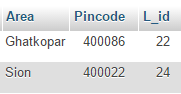 Area Pincode L_id
Ghatkopar 400086 22
Sion 400022 24